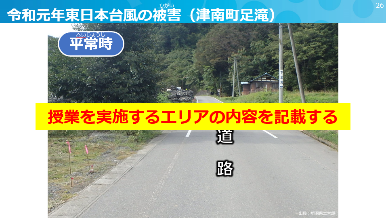 令和元年東日本台風の被害（津南町足滝）
26
平常時
授業を実施するエリアの内容を記載する
道
路